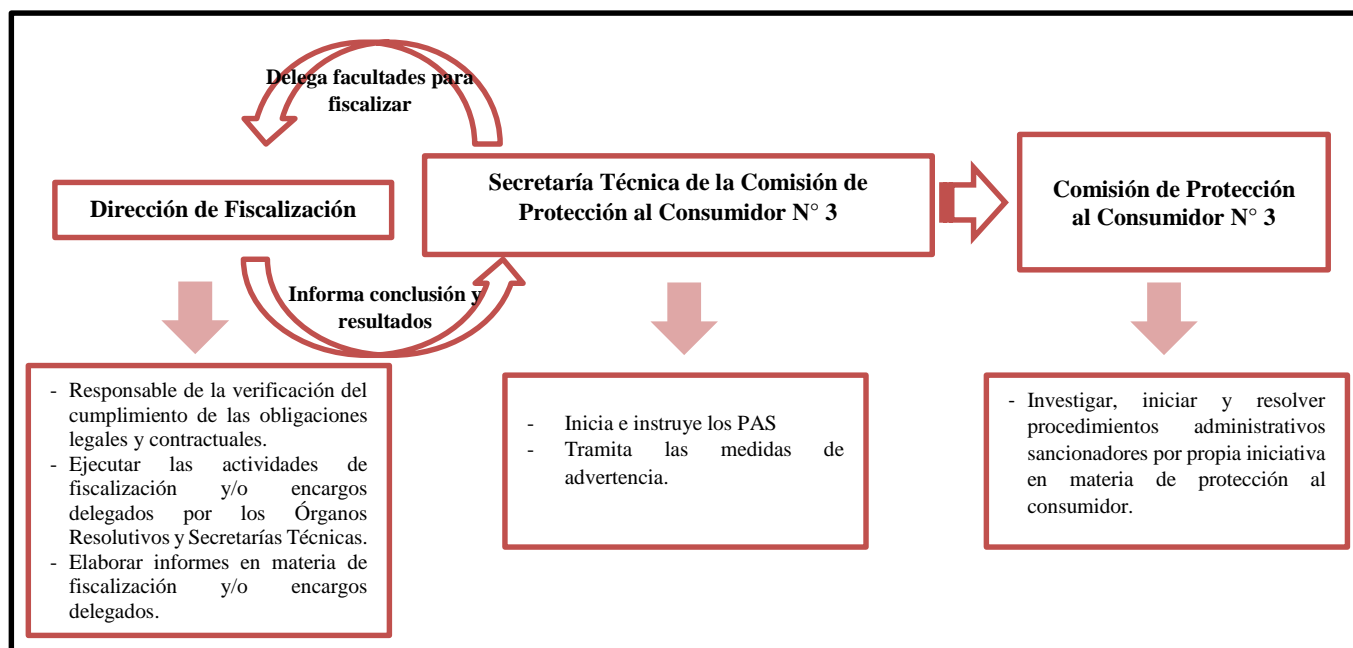 Delega facultades para
fiscalizar
Dirección de Fiscalización
Informa conclusión y
resultados
Secretaría Técnica de la Comisión de
Protección al Consumidor N° 3
Comisión de Protección
al Consumidor N° 3
- Responsable de la verificación del
cumplimiento de las obligaciones
legales y contractuales.
- Ejecutar las actividades de
fiscalización y/o encargos
delegados por los Órganos
Resolutivos y Secretarías Técnicas.
- Elaborar informes en materia de
fiscalización y/o encargos
delegados.
- Inicia e instruye los PAS
- Tramita las medidas de
advertencia.
- Investigar, iniciar y resolver
procedimientos administrativos
sancionadores por propia iniciativa
en materia de protección al
consumidor.